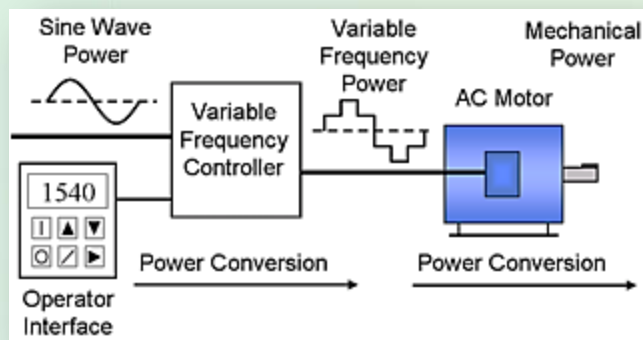 Sine Wave
Power
Variable
Frequency
Power
Mechanical
Power
AC Motor
Variable
Frequency
Controller
1540
Power Conversion
Power Conversion
Operator
Interface